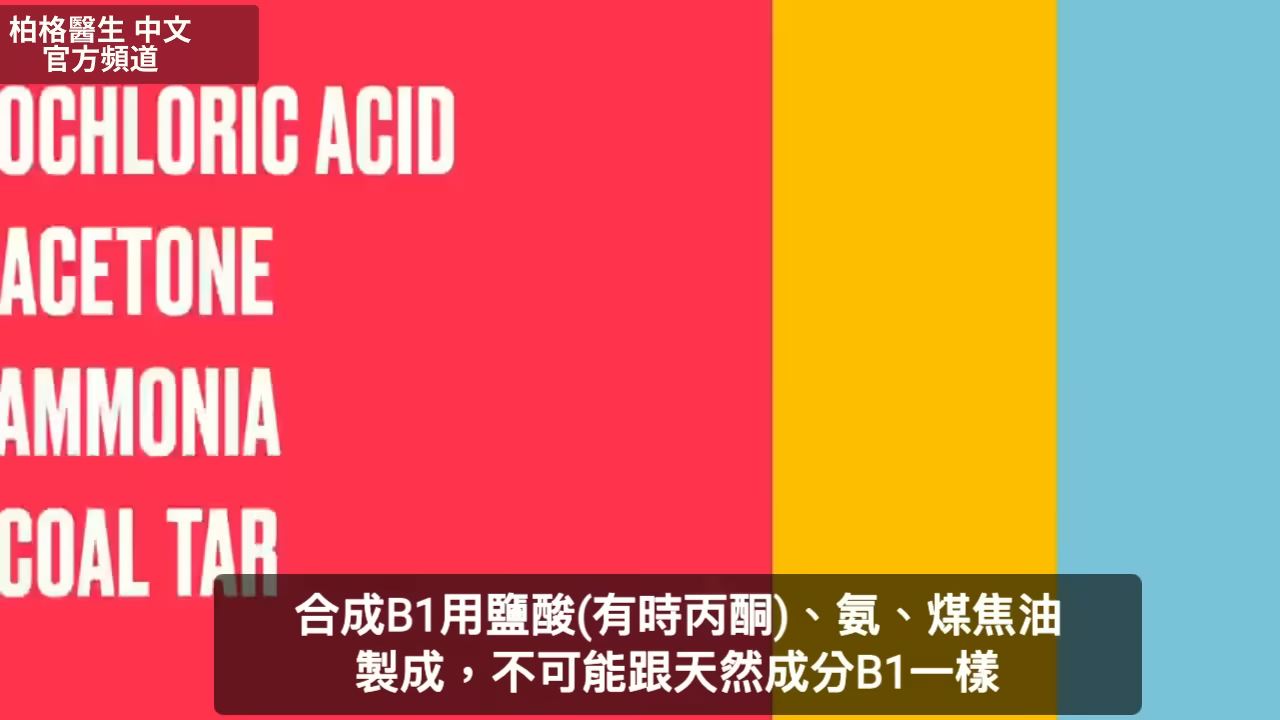 柏格醫生 中文
官方頻道
OCHLORIC ACID
ACETONE
AMMONIA
COAL TAR
合成B1用鹽酸(有時丙酮)、氨、煤焦油
製成，不可能跟天然成分B1一樣